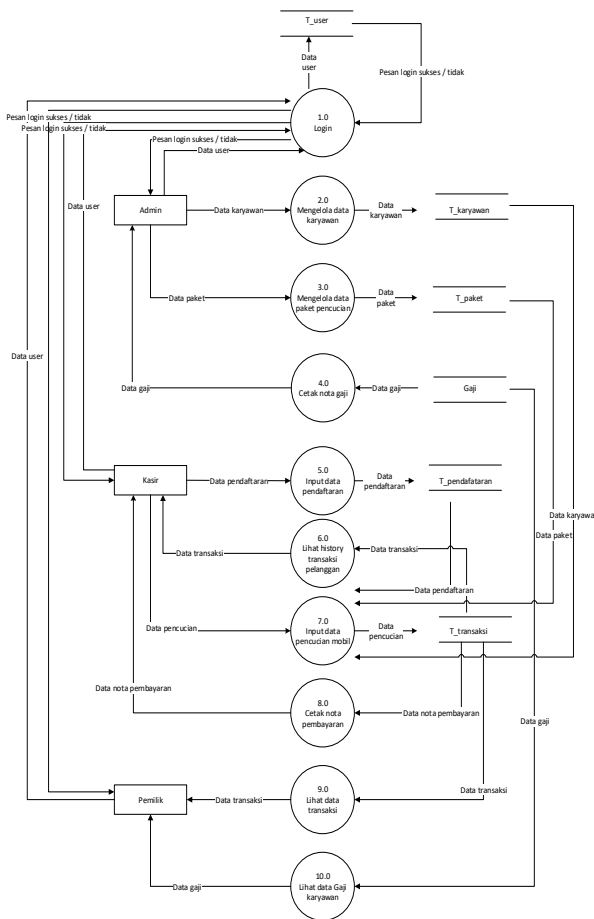 T_user
Data
user
Pesan login sukses / tidak
1.0
Login
Pesan login sukses / tidak
Pesan login sukses / tidak
Pesan login sukses / tidak
Data user
Data user
Admin
Data karyawan
2.0
Mengelola data
karyawan
Data
karyawan
T_karyawan
Data paket
3.0
Mengelola data
paket pencucian
Data
paket
T_paket
Data user
Data gaji
4.0
Cetak nota gaji
Data gaji
Gaji
Kasir
Data pendaftaran
5.0
Input data
pendaftaran
Data
pendaftaran
T_pendafataran
Data karyawa
Data paket
Data transaksi
6.0
Lihat history
transaksi
pelanggan
Data transaksi
Data pendaftaran
Data pencucian
7.0
Input data
pencucian mobil
Data
pencucian
T_transaksi
Data nota pembayaran
8.0
Cetak nota
pembayaran
Data nota pembayaran
Data gaji
Pemilik
Data transaksi
9.0
Lihat data
transaksi
Data transaksi
Data gaji
10.0
Lihat data Gaji
karyawan